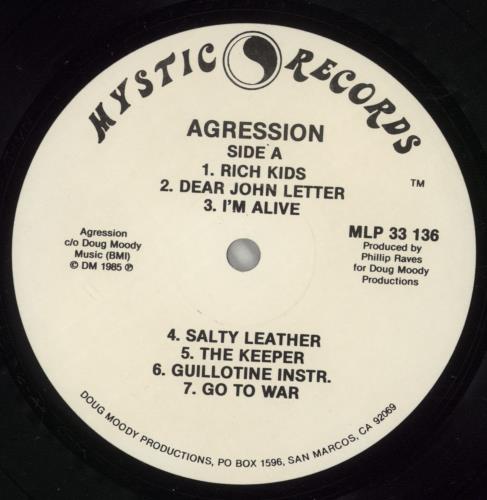 MYSTIC RECORDS
AGRESSION
SIDE A
1. RICH KIDS
2. DEAR JOHN LETTER
3. I'M ALIVE
TM
Agression
c/o Doug Moody
Music (BMI)
© DM 1985 ℗
MLP 33 136
Produced by
Phillip Raves
for Doug Moody
Productions
4. SALTY LEATHER
5. THE KEEPER
6. GUILLOTINE INSTR.
7. GO TO WAR
DOUG MOODY PRODUCTIONS, PO BOX 1596, SAN MARCOS, CA 92069